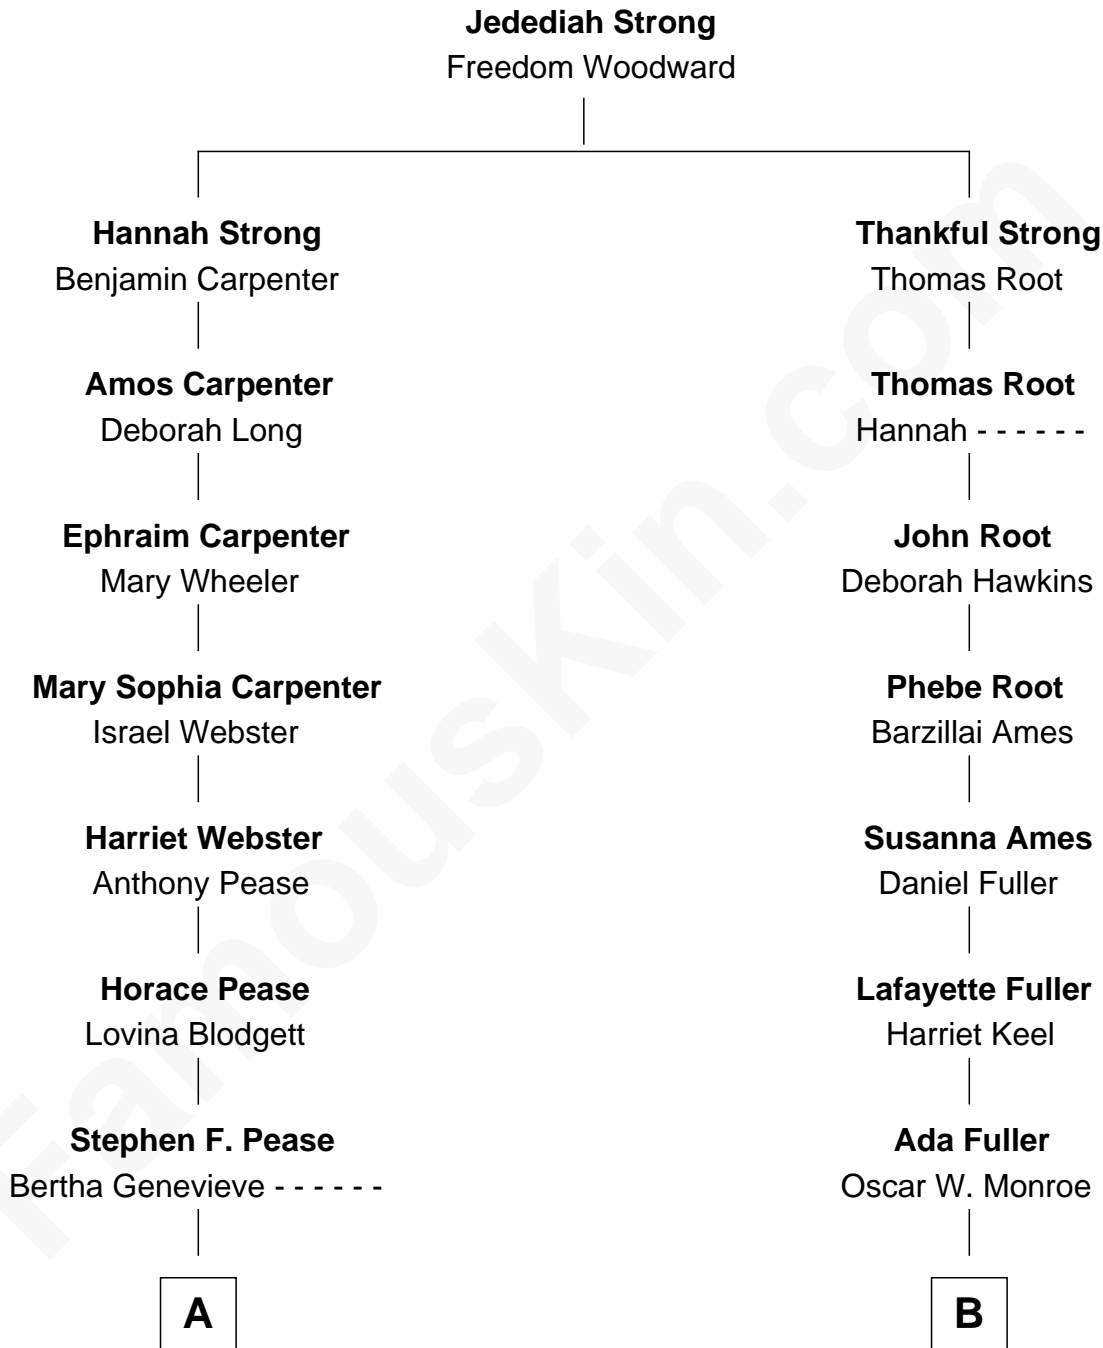 Jedediah Strong
Freedom Woodward
Hannah Strong
Benjamin Carpenter
Thankful Strong
Thomas Root
Amos Carpenter
Deborah Long
Thomas Root
Hannah - - - - - -
Ephraim Carpenter
Mary Wheeler
John Root
Deborah Hawkins
Mary Sophia Carpenter
Israel Webster
Phebe Root
Barzillai Ames
Harriet Webster
Anthony Pease
Susanna Ames
Daniel Fuller
Horace Pease
Lovina Blodgett
Lafayette Fuller
Harriet Keel
Stephen F. Pease
Bertha Genevieve - - - - - -
Ada Fuller
Oscar W. Monroe
A
B
FamousKin.com